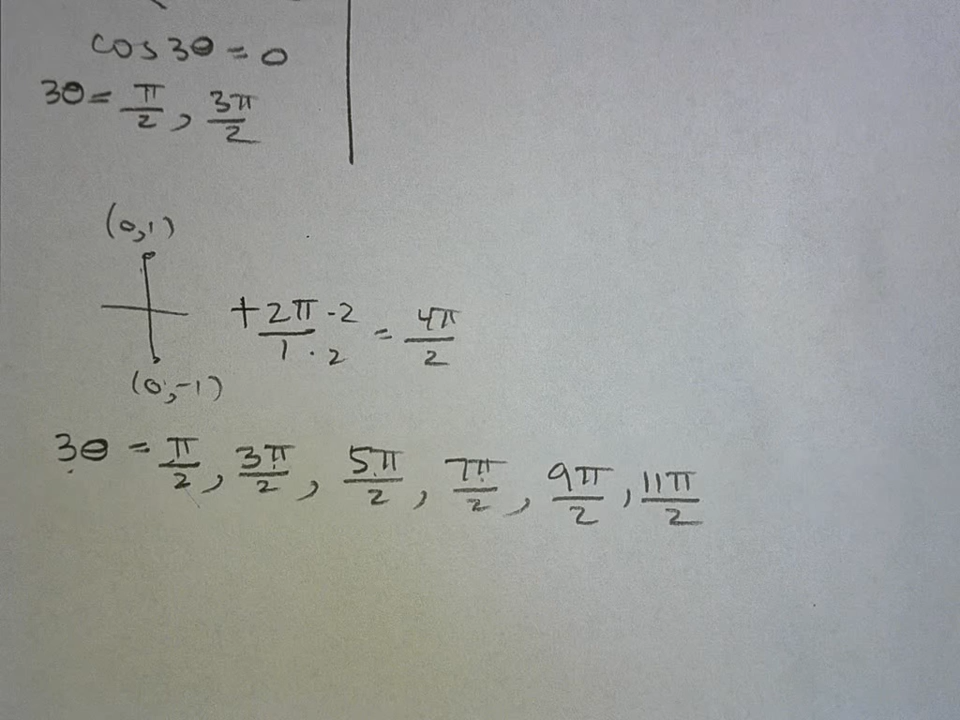 cos 3θ = 0
3θ = π/2, 3π/2
(0,1)
+ 2π·2/1·2 = 4π/2
(0,-1)
3θ = π/2, 3π/2, 5π/2, 7π/2, 9π/2, 11π/2